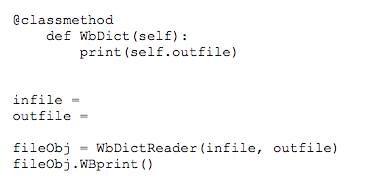 @classmethod
    def WbDict(self):
        print(self.outfile)
infile =
outfile =
fileObj = WbDictReader(infile, outfile)
fileObj.WBprint()